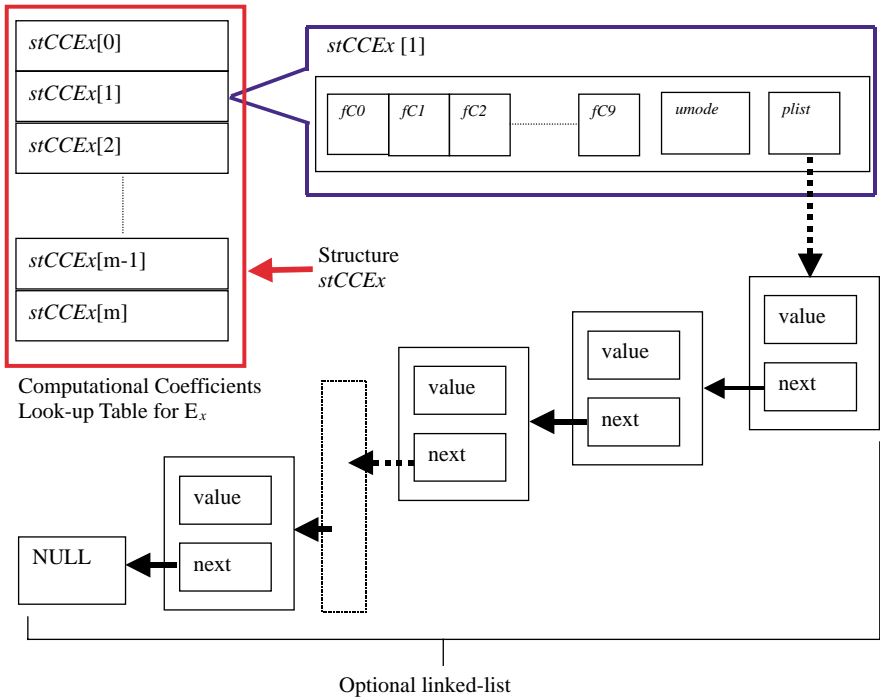 stCCEx[0]
stCCEx[1]
stCCEx[2]
stCCEx[m-1]
stCCEx[m]
Computational Coefficients
Look-up Table for Ex
stCCEx [1]
fC0 fC1 fC2 fC9 umode plist
Structure
stCCEx
value
next
value
next
value
next
value
next
NULL
Optional linked-list